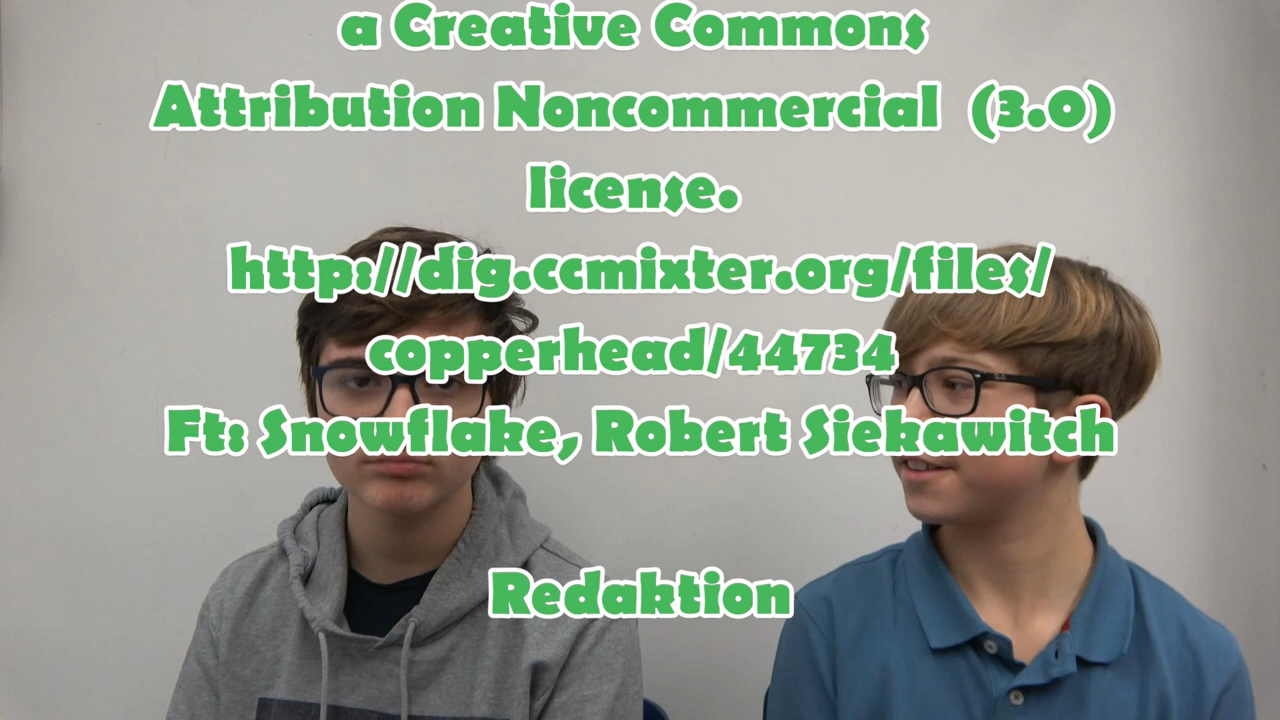 a Creative Commons
Attribution Noncommercial (3.0)
license.
http://dig.ccmixter.org/files/
copperhead/44734
Ft: Snowflake, Robert Siekawitch
Redaktion